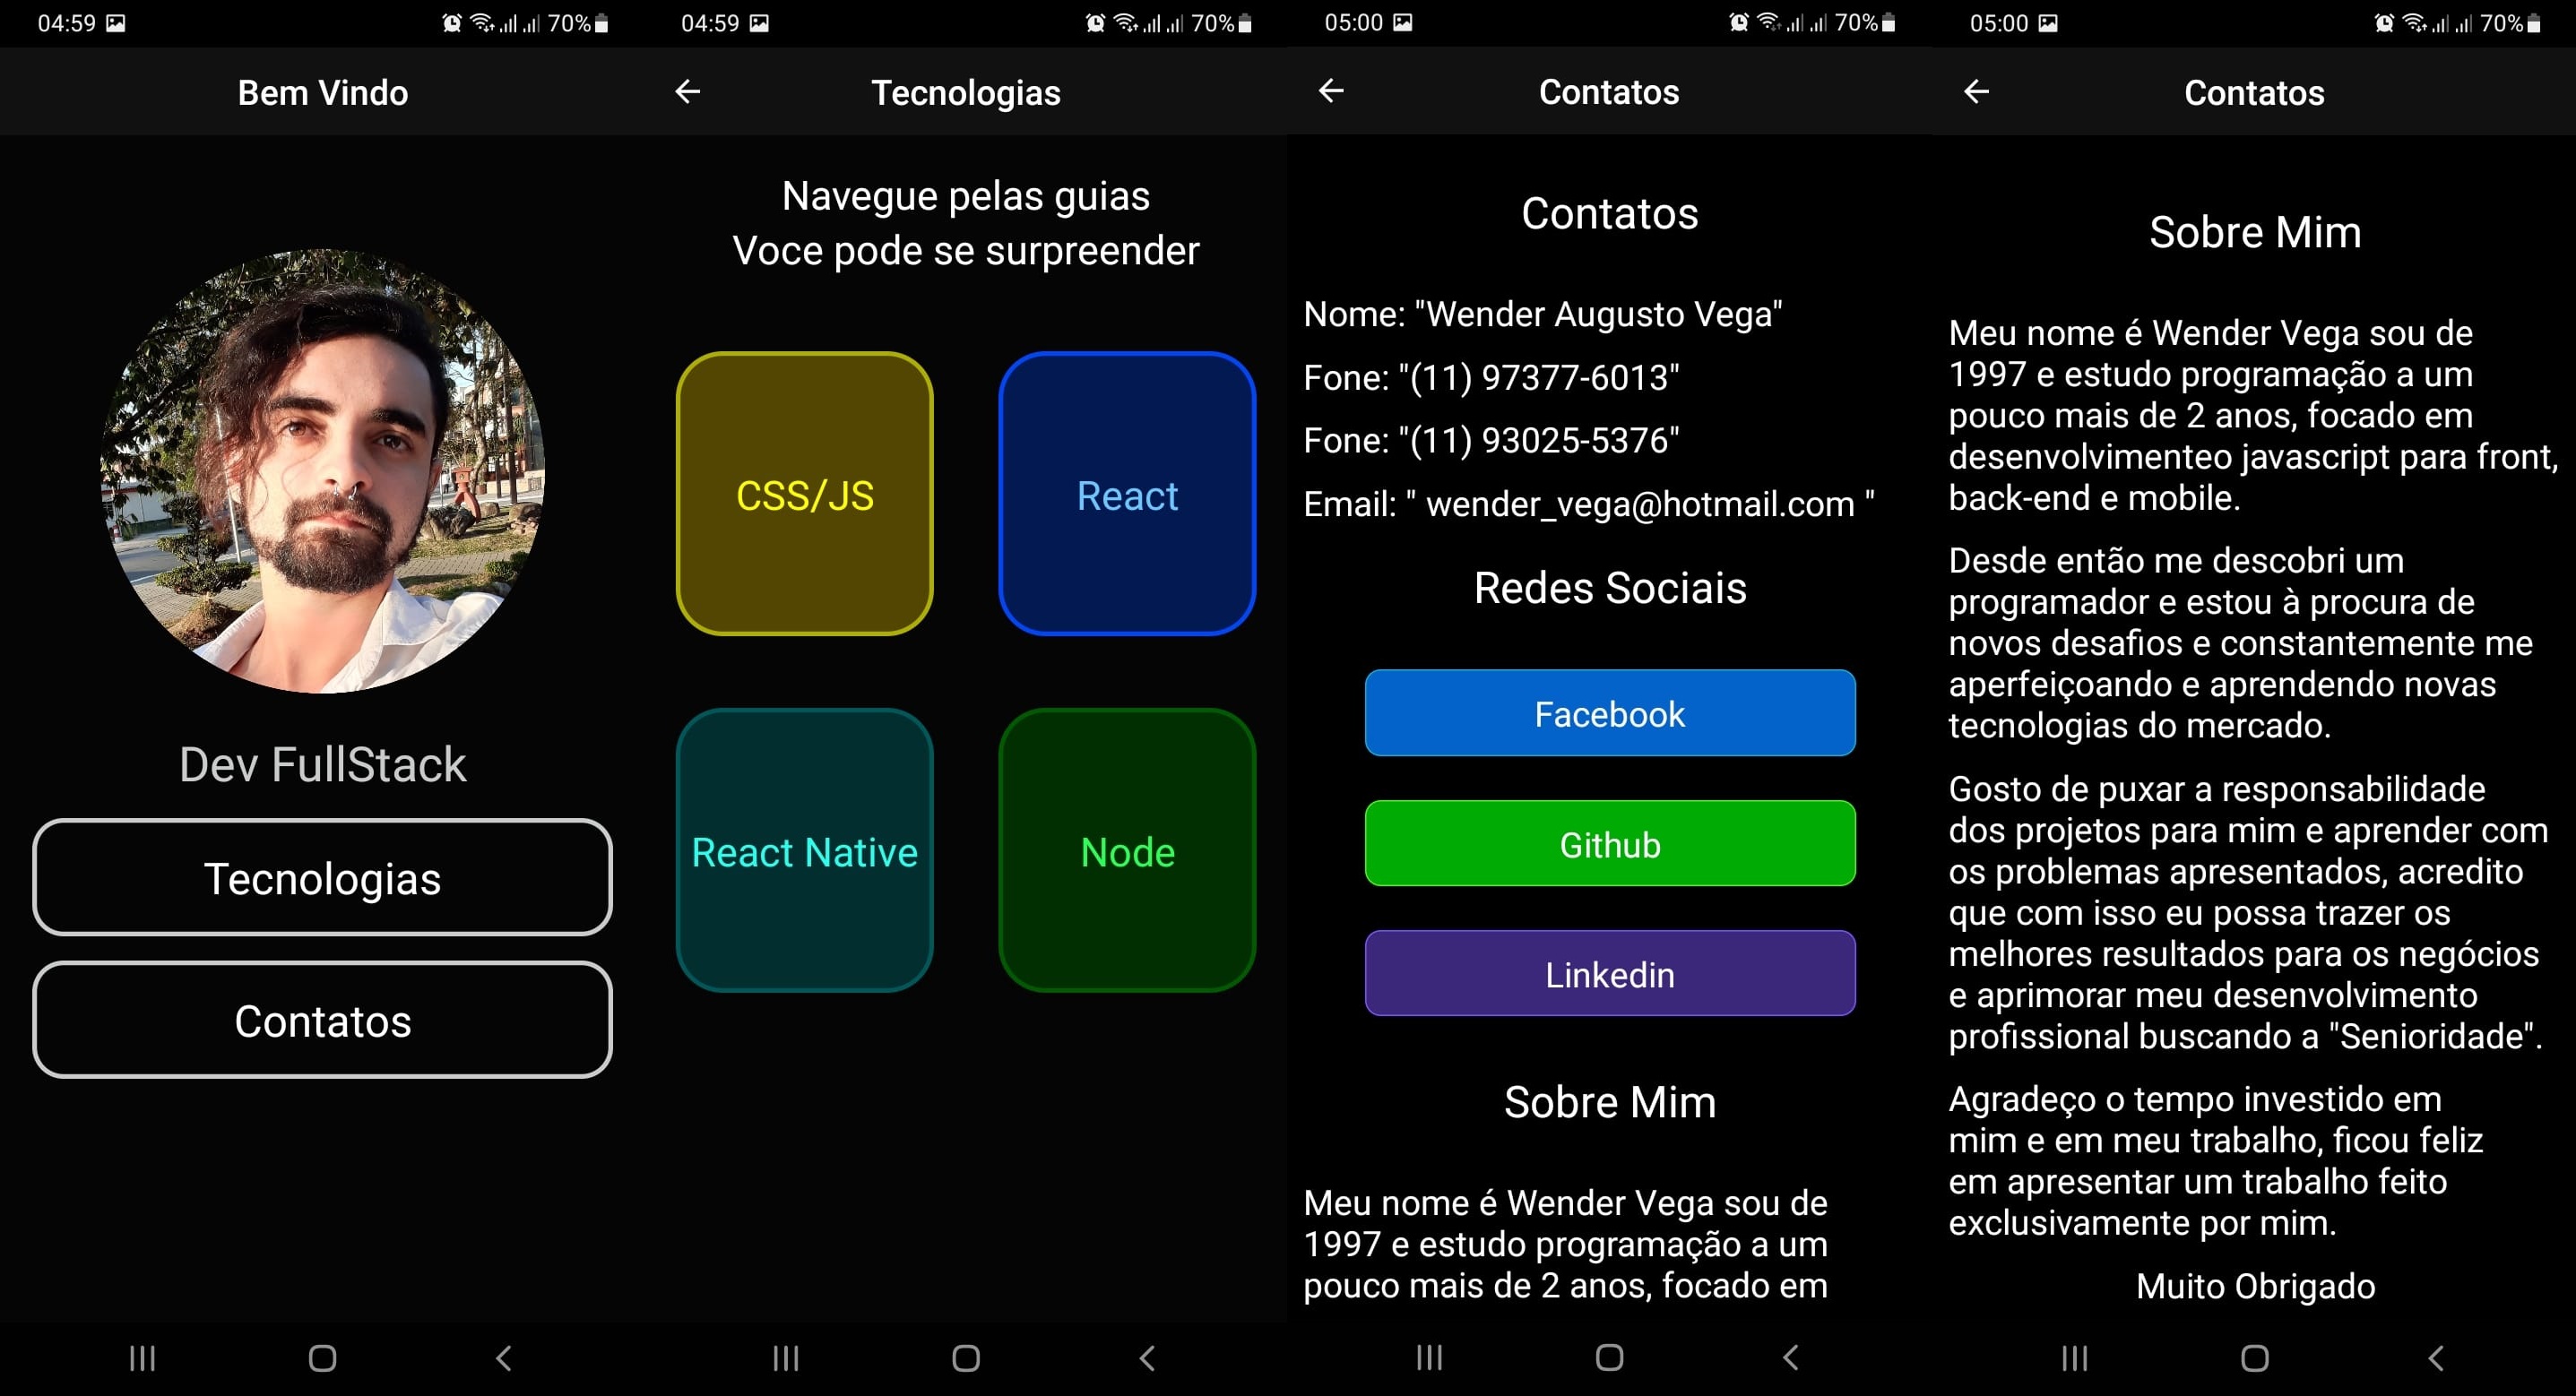 04:59
70%
Bem Vindo
Dev FullStack
Tecnologias
Contatos
04:59
70%
Tecnologias
Navegue pelas guias
Voce pode se surpreender
CSS/JS
React
React Native
Node
05:00
70%
Contatos
Contatos
Nome: "Wender Augusto Vega"
Fone: "(11) 97377-6013"
Fone: "(11) 93025-5376"
Email: " wender_vega@hotmail.com "
Redes Sociais
Facebook
Github
Linkedin
Sobre Mim
Meu nome é Wender Vega sou de
1997 e estudo programação a um
pouco mais de 2 anos, focado em
05:00
70%
Contatos
Sobre Mim
Meu nome é Wender Vega sou de
1997 e estudo programação a um
pouco mais de 2 anos, focado em
desenvolvimenteo javascript para front,
back-end e mobile.
Desde então me descobri um
programador e estou à procura de
novos desafios e constantemente me
aperfeiçoando e aprendendo novas
tecnologias do mercado.
Gosto de puxar a responsabilidade
dos projetos para mim e aprender com
os problemas apresentados, acredito
que com isso eu possa trazer os
melhores resultados para os negócios
e aprimorar meu desenvolvimento
profissional buscando a "Senioridade".
Agradeço o tempo investido em
mim e em meu trabalho, ficou feliz
em apresentar um trabalho feito
exclusivamente por mim.
Muito Obrigado